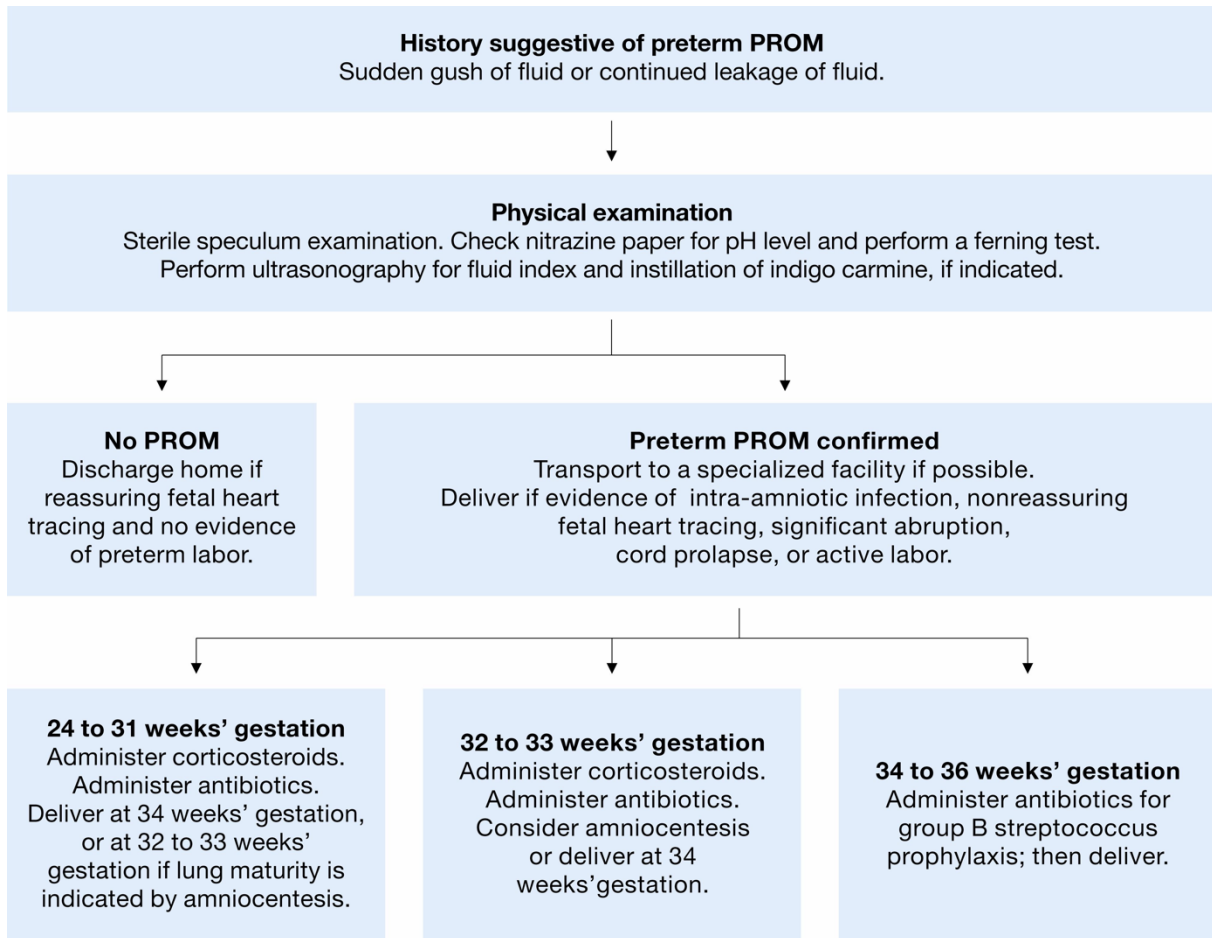 History suggestive of preterm PROM
Sudden gush of fluid or continued leakage of fluid.
Physical examination
Sterile speculum examination. Check nitrazine paper for pH level and perform a ferning test.
Perform ultrasonography for fluid index and instillation of indigo carmine, if indicated.
No PROM
Discharge home if
reassuring fetal heart
tracing and no evidence
of preterm labor.
Preterm PROM confirmed
Transport to a specialized facility if possible.
Deliver if evidence of intra-amniotic infection, nonreassuring
fetal heart tracing, significant abruption,
cord prolapse, or active labor.
24 to 31 weeks’ gestation
Administer corticosteroids.
Administer antibiotics.
Deliver at 34 weeks’ gestation,
or at 32 to 33 weeks’
gestation if lung maturity is
indicated by amniocentesis.
32 to 33 weeks’ gestation
Administer corticosteroids.
Administer antibiotics.
Consider amniocentesis
or deliver at 34
weeks’gestation.
34 to 36 weeks’ gestation
Administer antibiotics for
group B streptococcus
prophylaxis; then deliver.